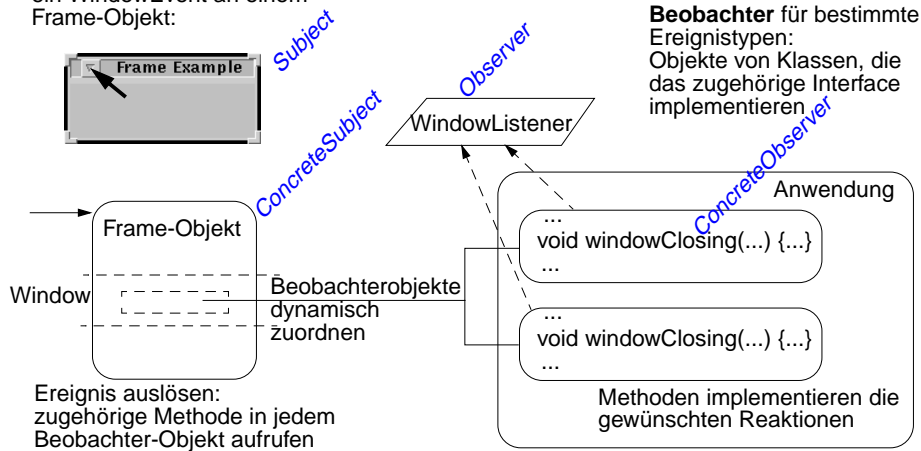 ein WindowEvent an einem
Frame-Objekt:
Frame Example
Subject
ConcreteSubject
Observer
WindowListener
Beobachter für bestimmte
Ereignistypen:
Objekte von Klassen, die
das zugehörige Interface
implementieren
ConcreteObserver
Anwendung
Frame-Objekt
Window
Beobachterobjekte
dynamisch
zuordnen
...
void windowClosing(...) {...}
...
...
void windowClosing(...) {...}
...
Ereignis auslösen:
zugehörige Methode in jedem
Beobachter-Objekt aufrufen
Methoden implementieren die
gewünschten Reaktionen